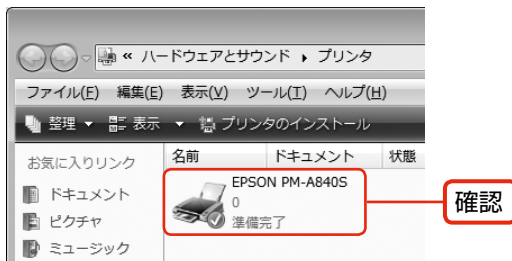 « ハードウェアとサウンド ▸ プリンタ
ファイル(F) 編集(E) 表示(V) ツール(T) ヘルプ(H)
整理 ▼ 表示 ▼ プリンタのインストール
お気に入りリンク
名前 ドキュメント 状態
ドキュメント
ピクチャ
ミュージック
EPSON PM-A840S
0
準備完了
確認